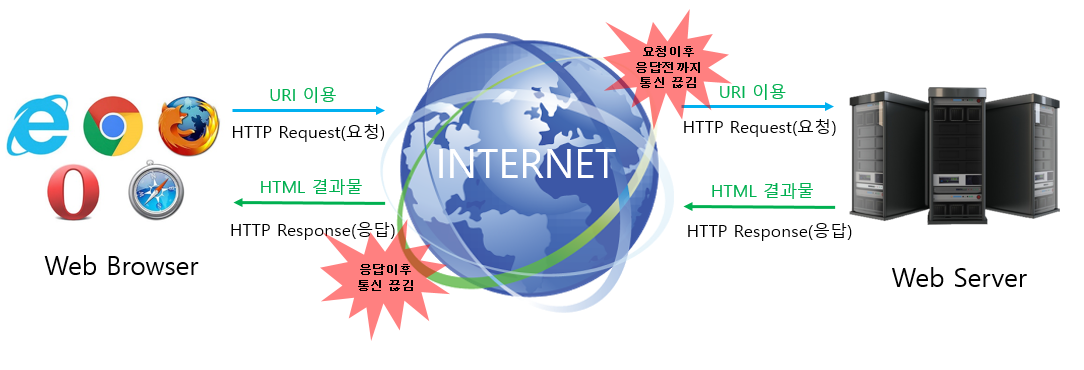 요청이후
응답전까지
통신 끊김
URI 이용
HTTP Request(요청)
URI 이용
HTTP Request(요청)
INTERNET
HTML 결과물
HTTP Response(응답)
HTML 결과물
HTTP Response(응답)
응답이후
통신 끊김
Web Browser
Web Server